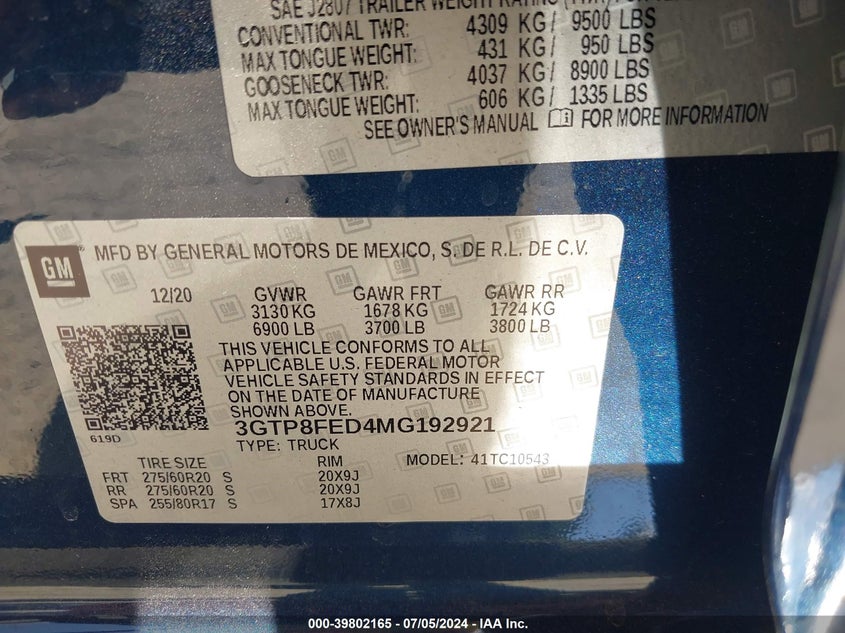 SAE J2807 TRAILER WEIGHT RATING
CONVENTIONAL TWR: 4309 KG/ 9500 LBS
MAX TONGUE WEIGHT: 431 KG/ 950 LBS
GOOSENECK TWR: 4037 KG/ 8900 LBS
MAX TONGUE WEIGHT: 606 KG/ 1335 LBS
SEE OWNER'S MANUAL FOR MORE INFORMATION
GM MFD BY GENERAL MOTORS DE MEXICO, S. DE R.L. DE C.V.
12/20 GVWR GAWR FRT GAWR RR
3130 KG 1678 KG 1724 KG
6900 LB 3700 LB 3800 LB
THIS VEHICLE CONFORMS TO ALL
APPLICABLE U.S. FEDERAL MOTOR
VEHICLE SAFETY STANDARDS IN EFFECT
ON THE DATE OF MANUFACTURE
SHOWN ABOVE.
619D
3GTP8FED4MG192921
TYPE: TRUCK
MODEL: 41TC10543
TIRE SIZE RIM
FRT 275/60R20 S 20X9J
RR 275/60R20 S 20X9J
SPA 255/80R17 S 17X8J
000-39802165 - 07/05/2024 - IAA Inc.